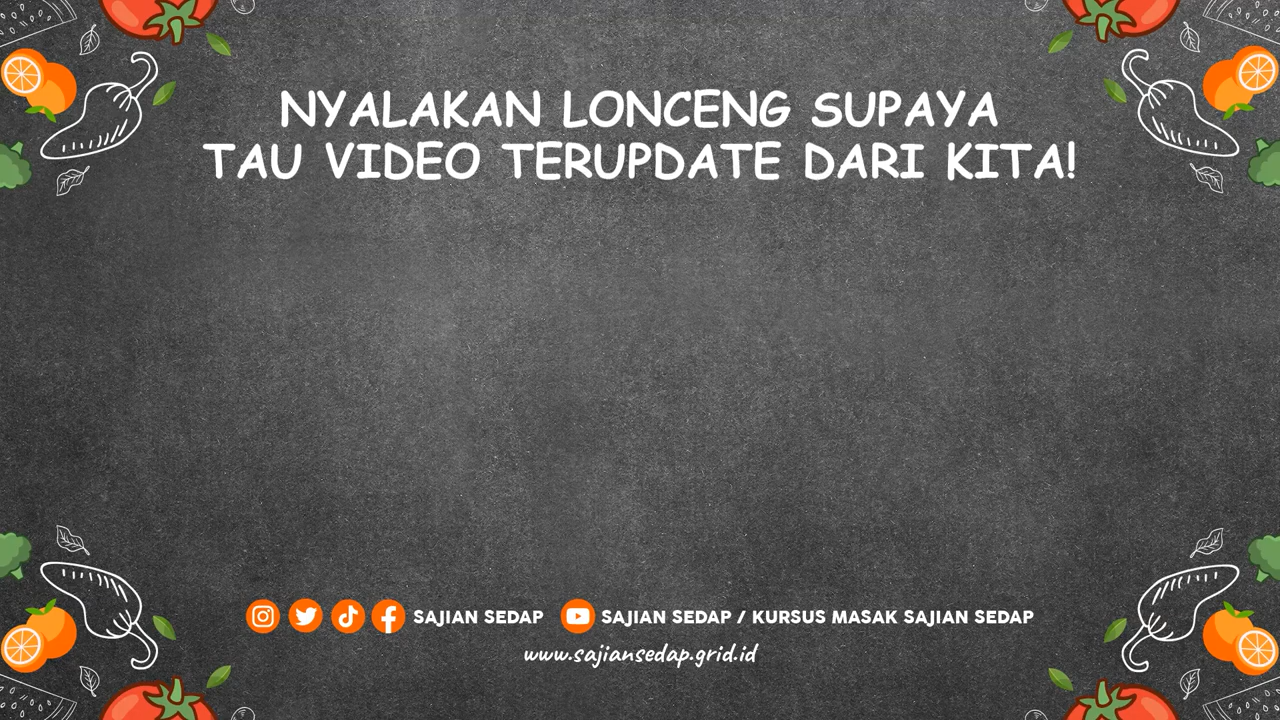 NYALAKAN LONCENG SUPAYA
TAU VIDEO TERUPDATE DARI KITA!
SAJIAN SEDAP SAJIAN SEDAP / KURSUS MASAK SAJIAN SEDAP
www.sajiansedap.grid.id